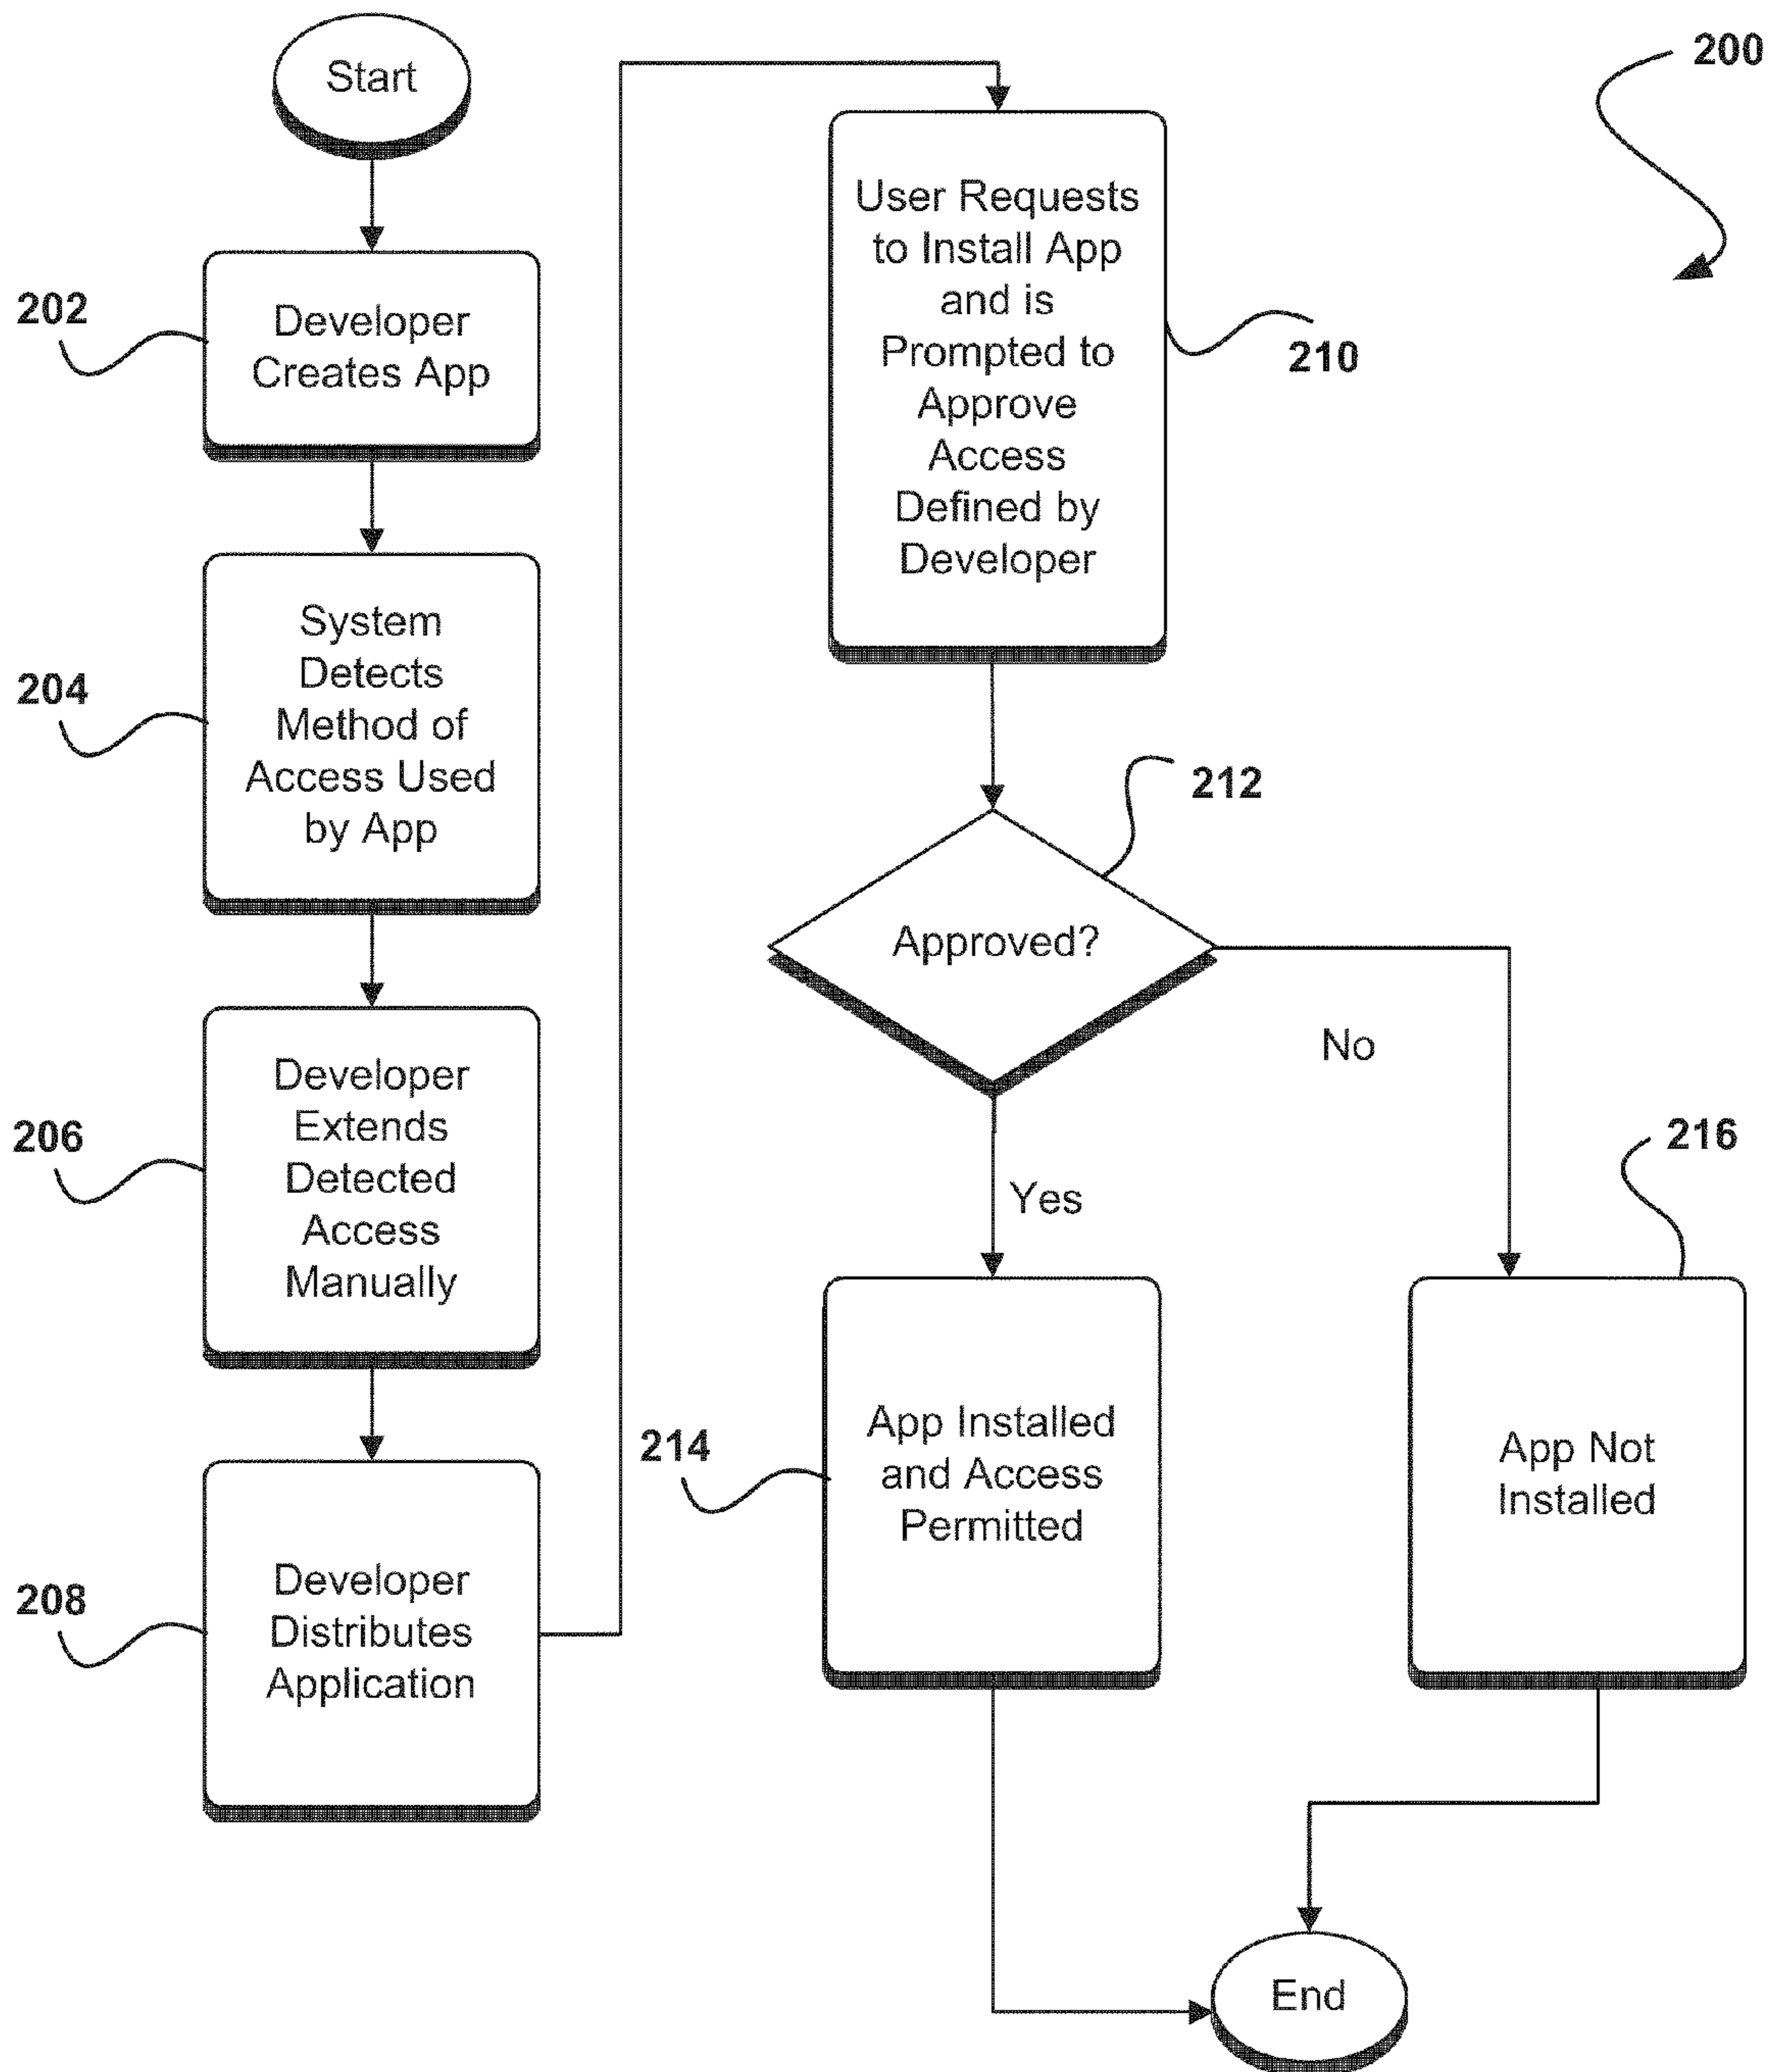 Start
200
202
Developer
Creates App
204
System
Detects
Method of
Access Used
by App
206
Developer
Extends
Detected
Access
Manually
208
Developer
Distributes
Application
User Requests
to Install App
and is
Prompted to
Approve
Access
Defined by
Developer
210
212
Approved?
No
Yes
214
App Installed
and Access
Permitted
216
App Not
Installed
End